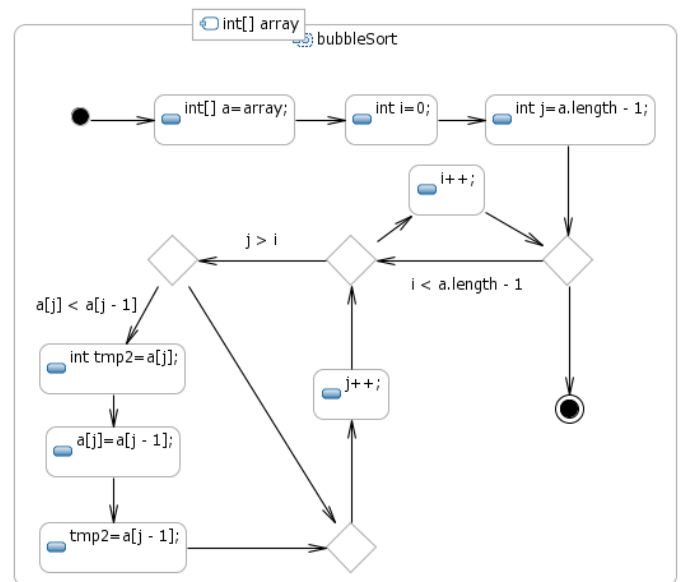 int[] array
bubbleSort
int[] a=array;
int i=0;
int j=a.length - 1;
i++;
j > i
i < a.length - 1
a[j] < a[j - 1]
int tmp2=a[j];
j++;
a[j]=a[j - 1];
tmp2=a[j - 1];